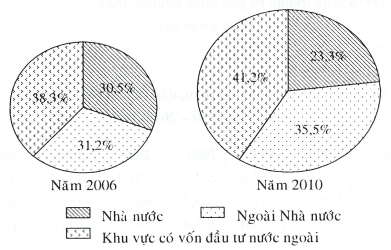 38,3%
30,5%
31,2%
41,2%
23,3%
35,5%
Năm 2006
Năm 2010
Nhà nước
Ngoài Nhà nước
Khu vực có vốn đầu tư nước ngoài